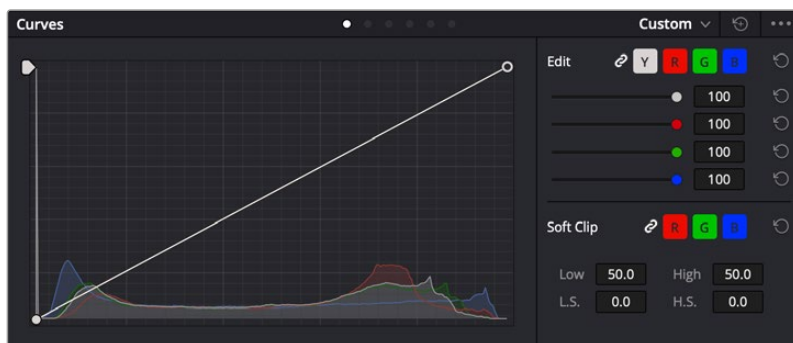 Curves Custom
Edit Y R G B
100
100
100
100
Soft Clip R G B
Low 50.0 High 50.0
L.S. 0.0 H.S. 0.0